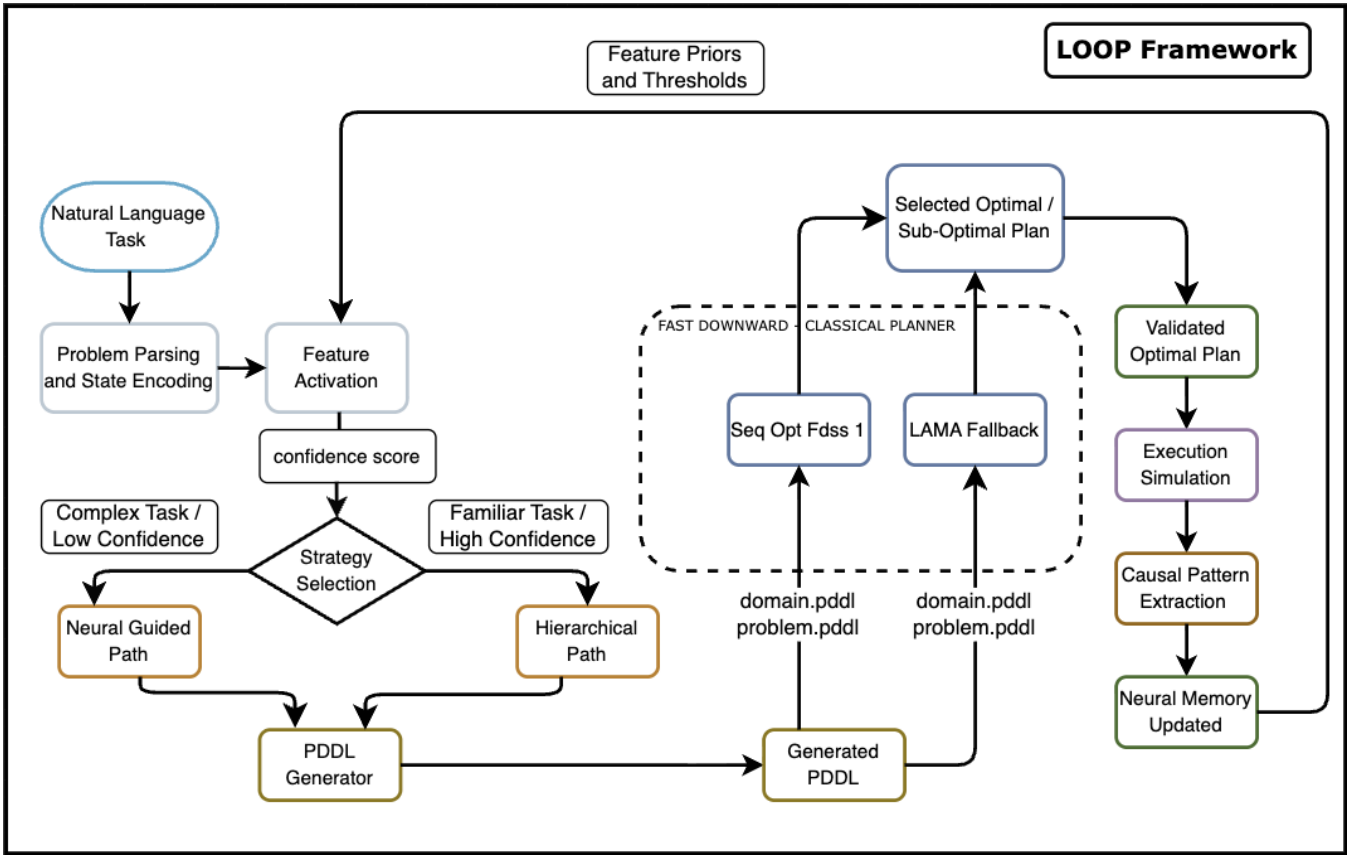 LOOP Framework
Feature Priors
and Thresholds
Natural Language
Task
Problem Parsing
and State Encoding
Feature
Activation
confidence score
Complex Task /
Low Confidence
Familiar Task /
High Confidence
Strategy
Selection
Neural Guided
Path
Hierarchical
Path
PDDL
Generator
Generated
PDDL
domain.pddl
problem.pddl
domain.pddl
problem.pddl
FAST DOWNWARD - CLASSICAL PLANNER
Seq Opt Fdss 1
LAMA Fallback
Selected Optimal /
Sub-Optimal Plan
Validated
Optimal Plan
Execution
Simulation
Causal Pattern
Extraction
Neural Memory
Updated